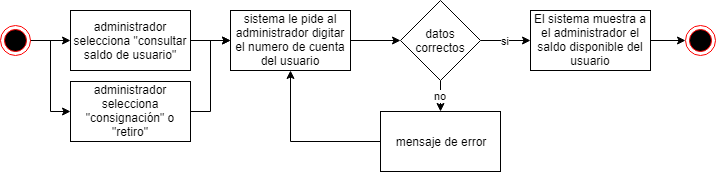 administrador
selecciona "consultar
saldo de usuario"
administrador
selecciona
"consignación" o
"retiro"
sistema le pide al
administrador digitar
el numero de cuenta
del usuario
datos
correctos
si
no
mensaje de error
El sistema muestra a
el administrador el
saldo disponible del
usuario